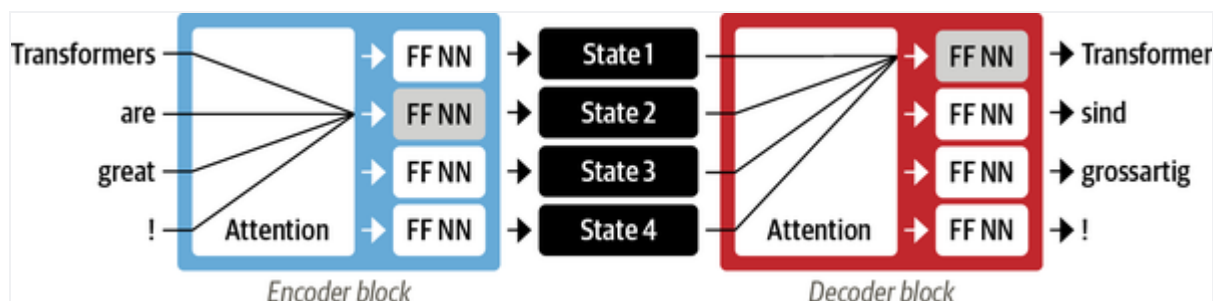 Transformers FF NN State 1 FF NN Transformer
are FF NN State 2 FF NN sind
great FF NN State 3 FF NN grossartig
! Attention FF NN State 4 Attention FF NN !
Encoder block Decoder block